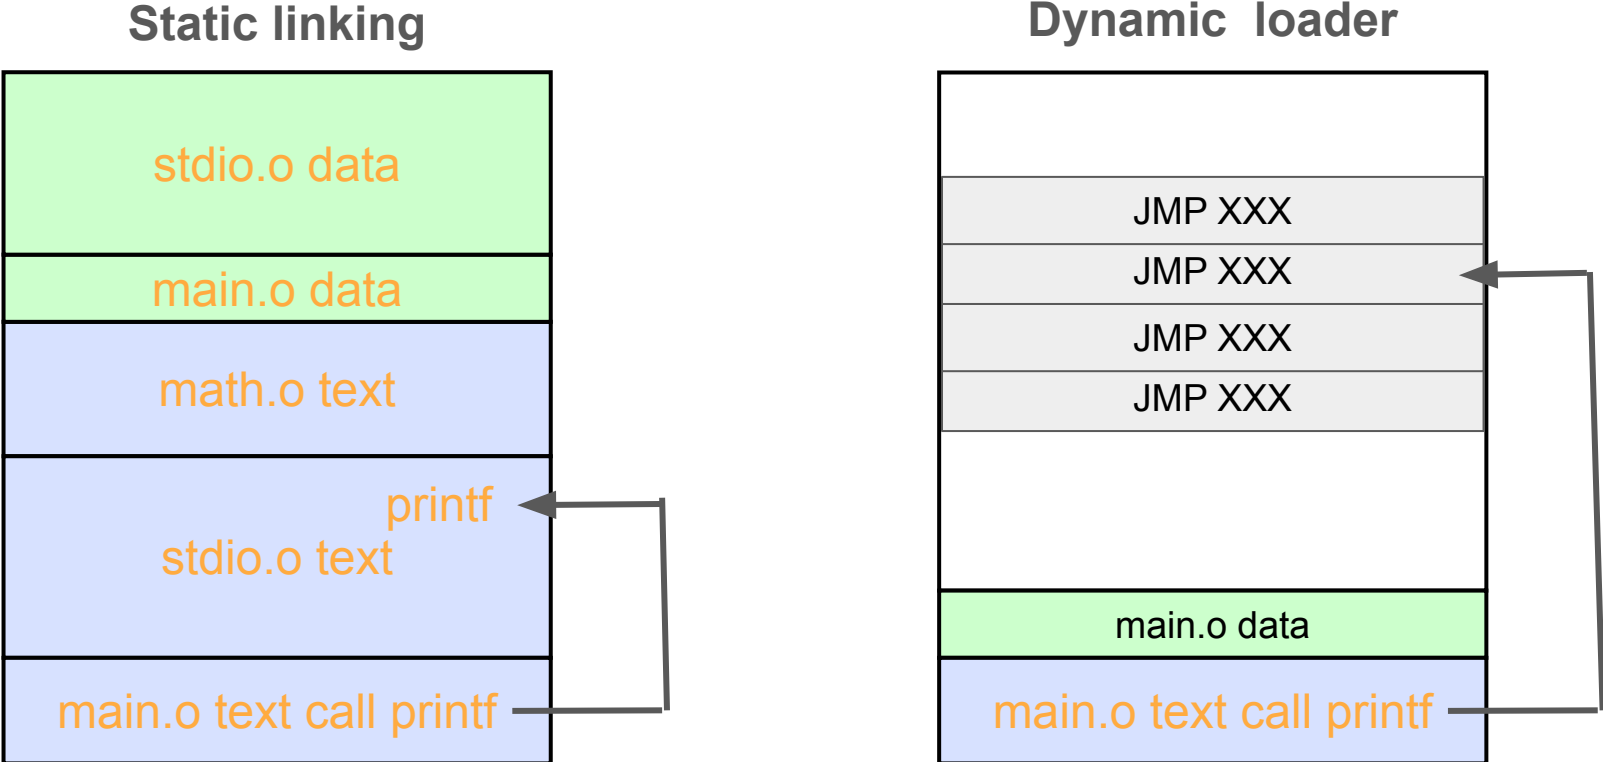 Static linking
stdio.o data
main.o data
math.o text
printf
stdio.o text
main.o text call printf
Dynamic loader
JMP XXX
JMP XXX
JMP XXX
JMP XXX
main.o data
main.o text call printf